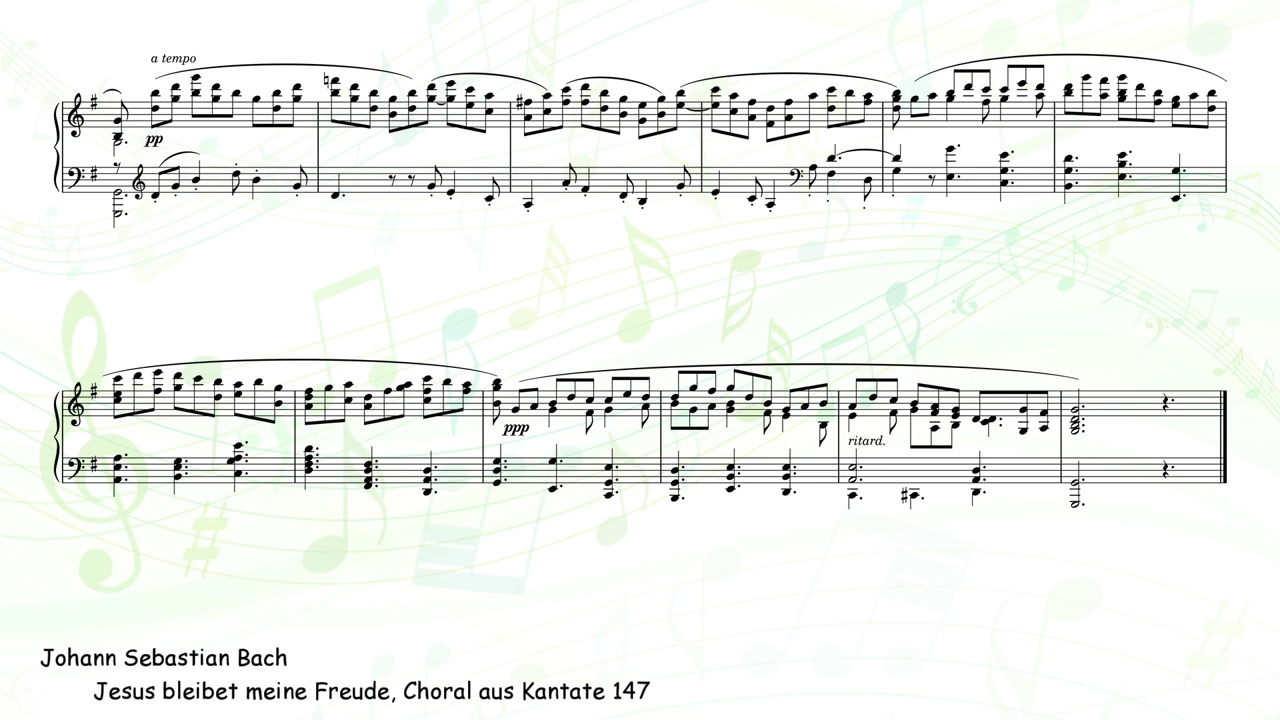 a tempo
pp
ppp
ritard.
Johann Sebastian Bach
Jesus bleibet meine Freude, Choral aus Kantate 147